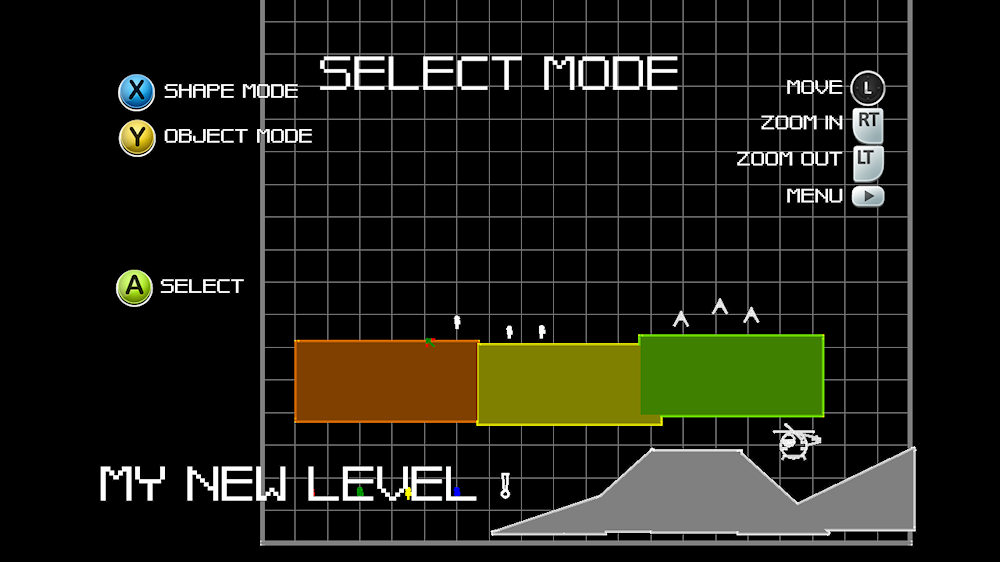 SELECT MODE
X SHAPE MODE
Y OBJECT MODE
MOVE L
ZOOM IN RT
ZOOM OUT LT
MENU
A SELECT
MY NEW LEVEL !